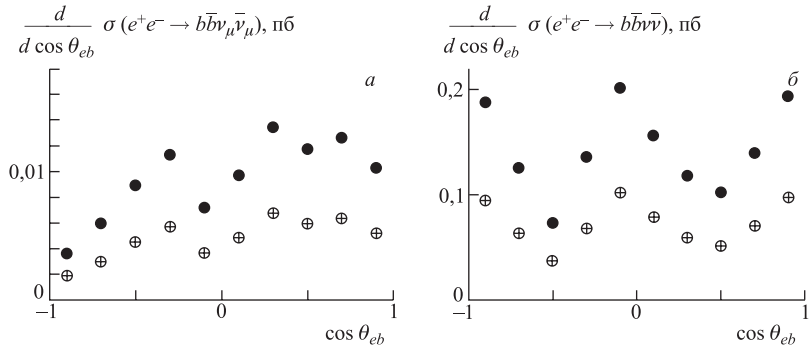 d/(d cos θ_eb) σ (e⁺e⁻ → bb̅ν_μν̅_μ), пб
а
0,01
0
−1 0 1
cos θ_eb
d/(d cos θ_eb) σ (e⁺e⁻ → bb̅νν̅), пб
б
0,2
0,1
0
−1 0 1
cos θ_eb